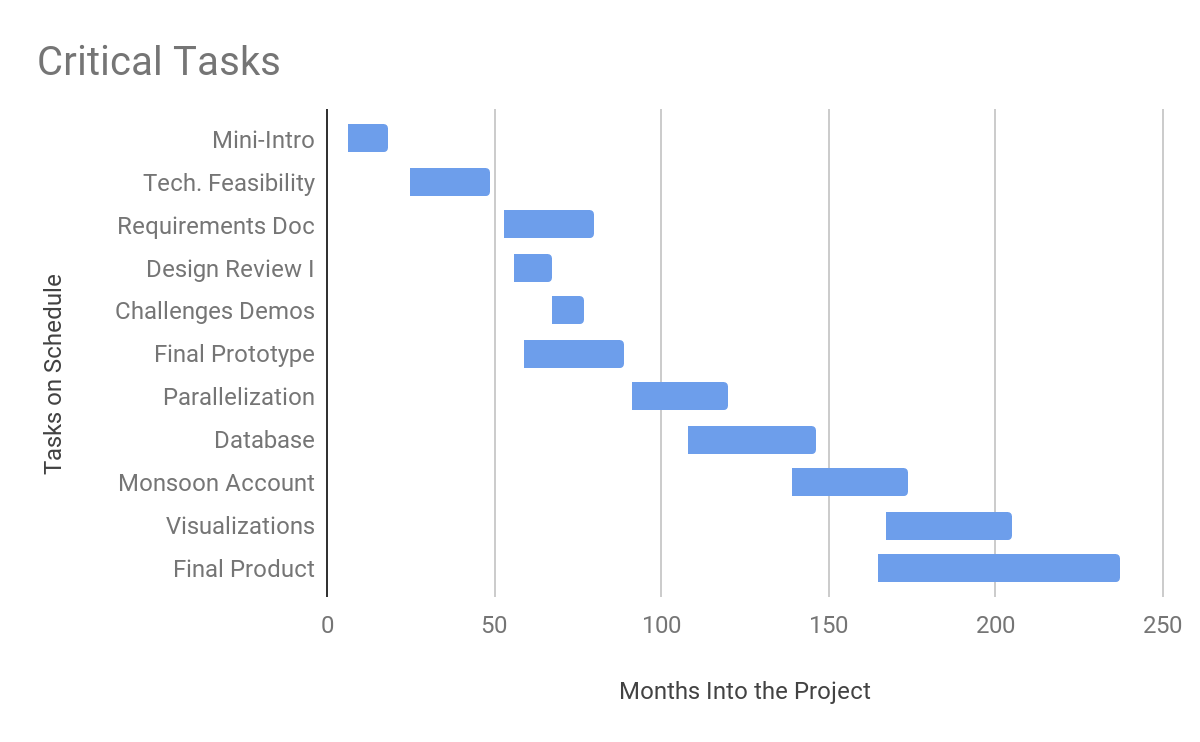 Critical Tasks
Tasks on Schedule
Mini-Intro
Tech. Feasibility
Requirements Doc
Design Review I
Challenges Demos
Final Prototype
Parallelization
Database
Monsoon Account
Visualizations
Final Product
0 50 100 150 200 250
Months Into the Project